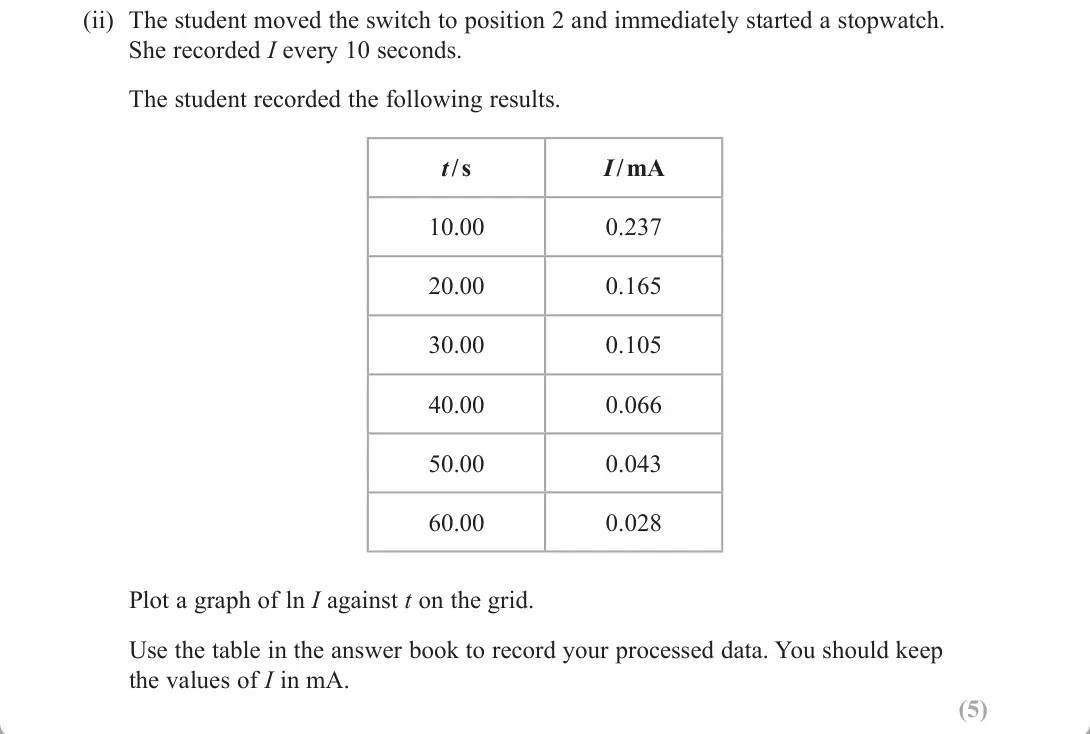 (ii) The student moved the switch to position 2 and immediately started a stopwatch.
She recorded I every 10 seconds.
The student recorded the following results.
t/s I/mA
10.00 0.237
20.00 0.165
30.00 0.105
40.00 0.066
50.00 0.043
60.00 0.028
Plot a graph of ln I against t on the grid.
Use the table in the answer book to record your processed data. You should keep
the values of I in mA.
(5)